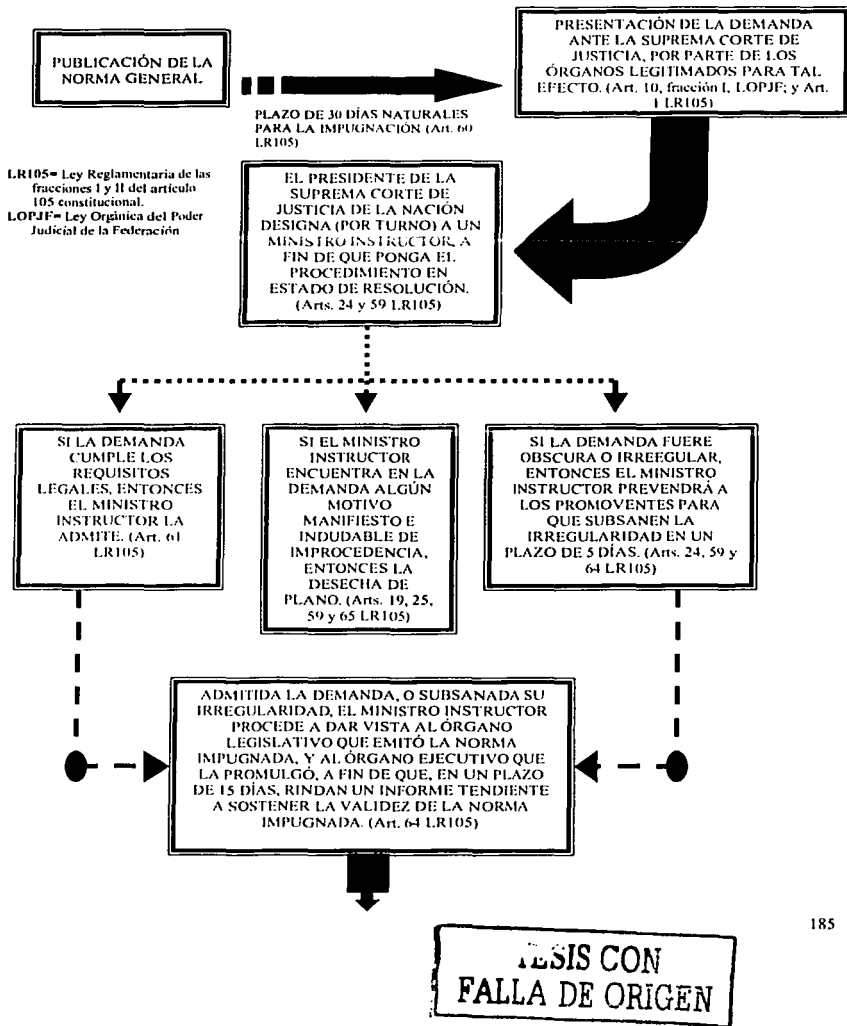 PUBLICACIÓN DE LA
NORMA GENERAL
PRESENTACIÓN DE LA DEMANDA
ANTE LA SUPREMA CORTE DE
JUSTICIA, POR PARTE DE LOS
ÓRGANOS LEGITIMADOS PARA TAL
EFECTO. (Art. 10, fracción I, LOPJF; y Art.
1 LR105)
PLAZO DE 30 DÍAS NATURALES
PARA LA IMPUGNACIÓN (Art. 60
LR105)
LR105= Ley Reglamentaria de las
fracciones I y II del artículo
105 constitucional.
LOPJF= Ley Orgánica del Poder
Judicial de la Federación
EL PRESIDENTE DE LA
SUPREMA CORTE DE
JUSTICIA DE LA NACIÓN
DESIGNA (POR TURNO) A UN
MINISTRO INSTRUCTOR, A
FIN DE QUE PONGA EL
PROCEDIMIENTO EN
ESTADO DE RESOLUCIÓN.
(Arts. 24 y 59 LR105)
SI LA DEMANDA
CUMPLE LOS
REQUISITOS
LEGALES, ENTONCES
EL MINISTRO
INSTRUCTOR LA
ADMITE. (Art. 61
LR105)
SI EL MINISTRO
INSTRUCTOR
ENCUENTRA EN LA
DEMANDA ALGÚN
MOTIVO
MANIFIESTO E
INDUDABLE DE
IMPROCEDENCIA,
ENTONCES LA
DESECHA DE
PLANO. (Arts. 19, 25,
59 y 65 LR105)
SI LA DEMANDA FUERE
OBSCURA O IRREGULAR,
ENTONCES EL MINISTRO
INSTRUCTOR PREVENDRÁ A
LOS PROMOVENTES PARA
QUE SUBSANEN LA
IRREGULARIDAD EN UN
PLAZO DE 5 DÍAS. (Arts. 24, 59 y
64 LR105)
ADMITIDA LA DEMANDA, O SUBSANADA SU
IRREGULARIDAD, EL MINISTRO INSTRUCTOR
PROCEDE A DAR VISTA AL ÓRGANO
LEGISLATIVO QUE EMITÓ LA NORMA
IMPUGNADA, Y AL ÓRGANO EJECUTIVO QUE
LA PROMULGÓ, A FIN DE QUE, EN UN PLAZO
DE 15 DÍAS, RINDAN UN INFORME TENDIENTE
A SOSTENER LA VALIDEZ DE LA NORMA
IMPUGNADA. (Art. 64 LR105)
185
TESIS CON
FALLA DE ORIGEN